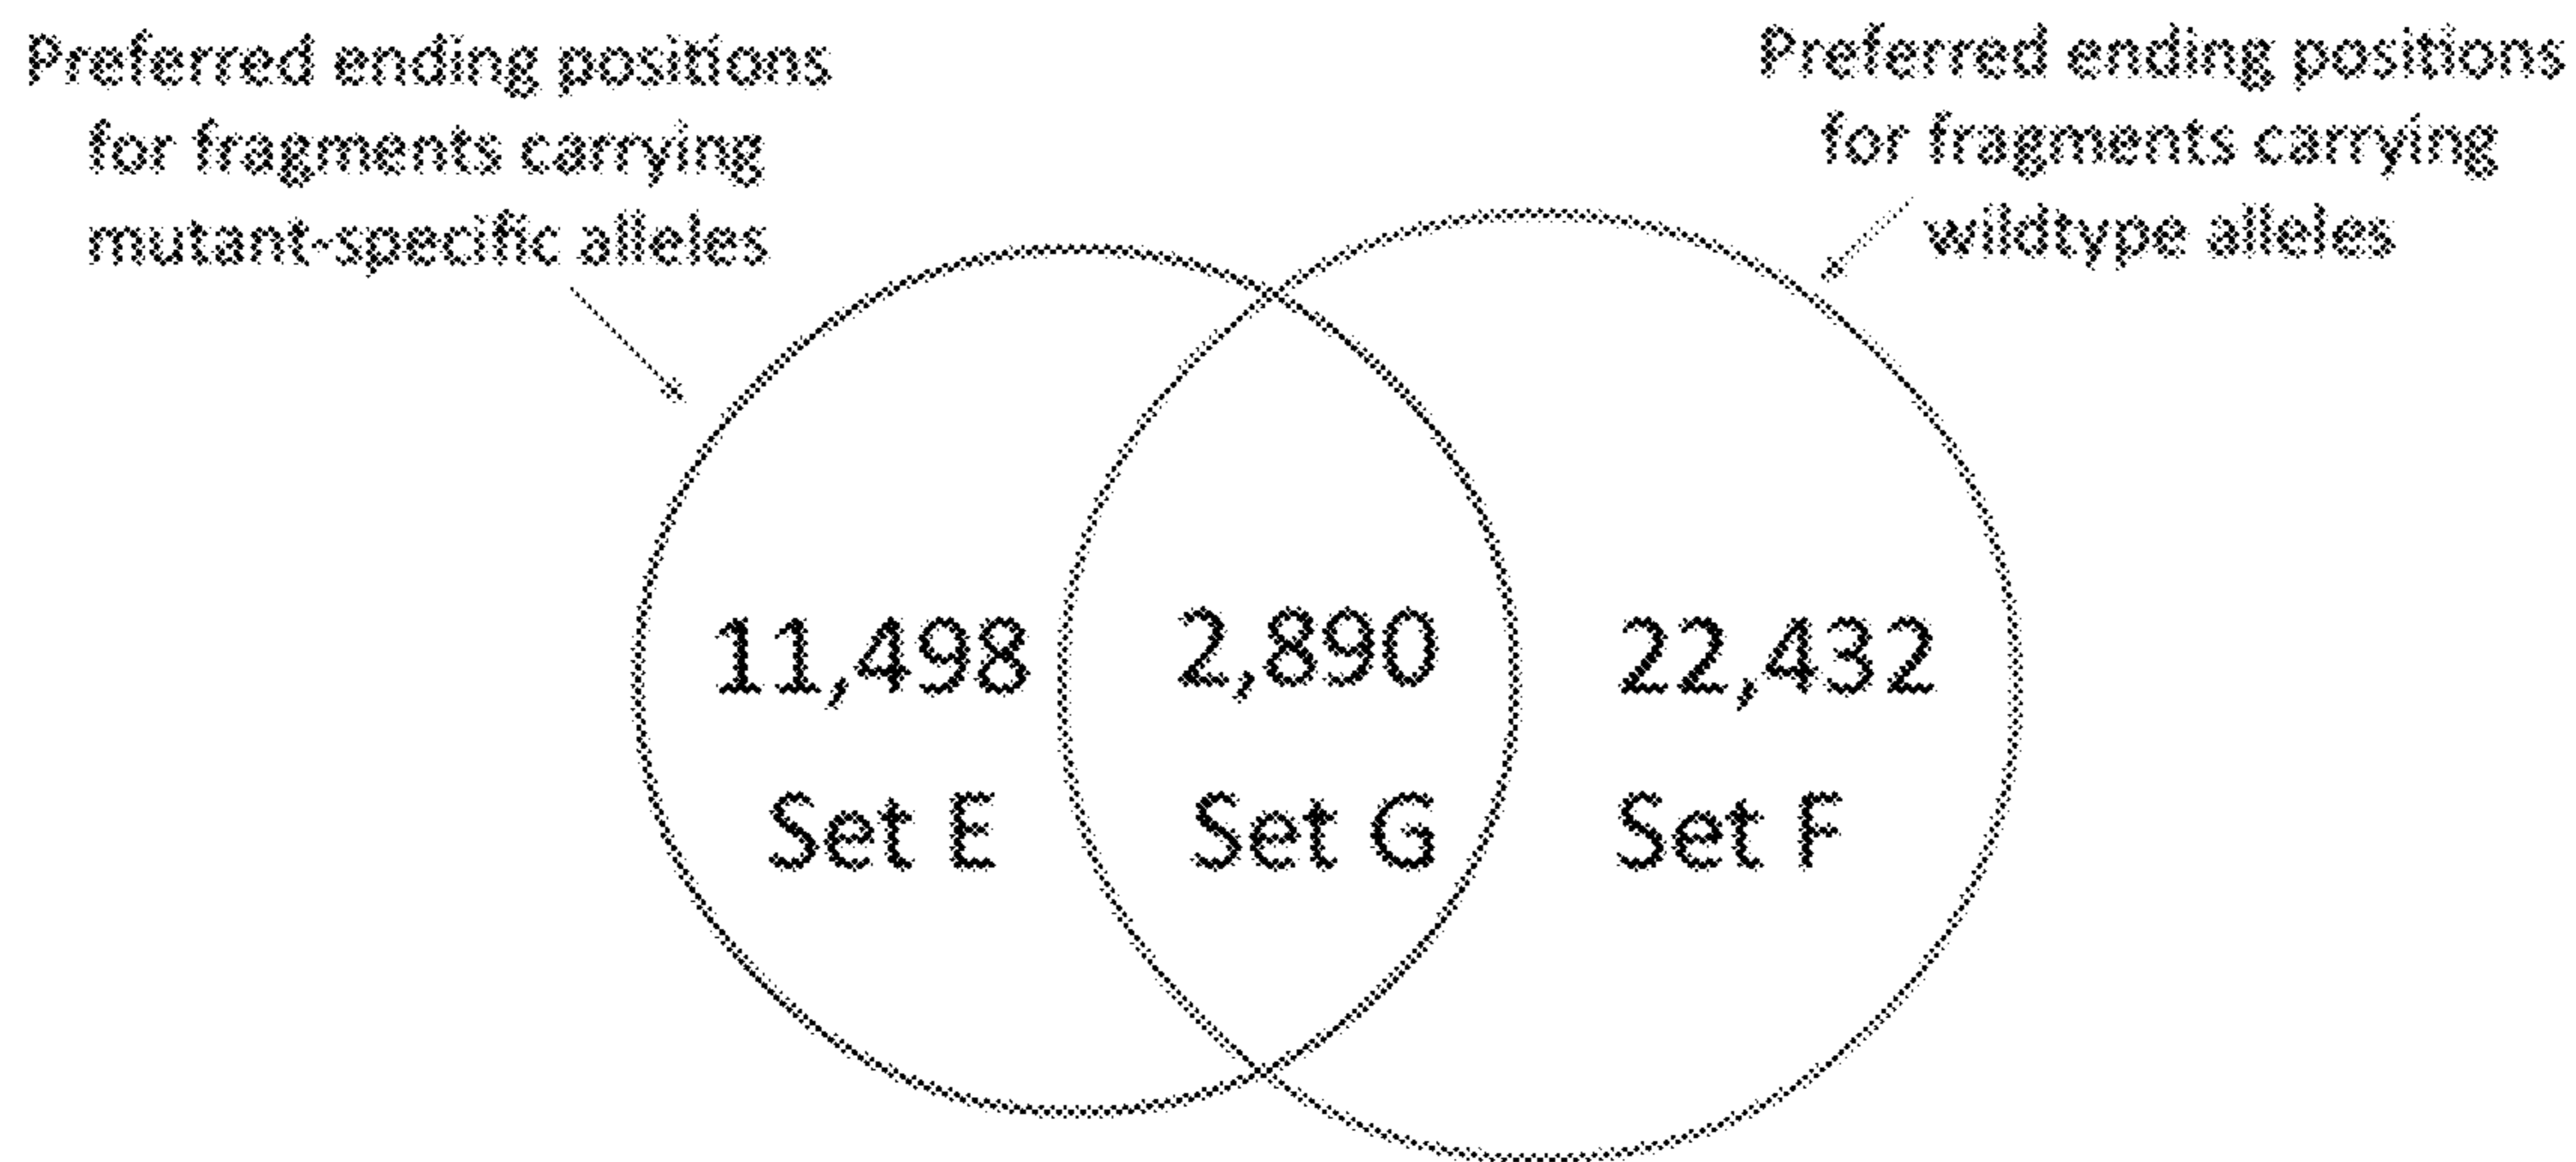 Preferred ending positions
for fragments carrying
mutant-specific alleles
Preferred ending positions
for fragments carrying
wildtype alleles
11,498
Set E
2,890
Set G
22,432
Set F